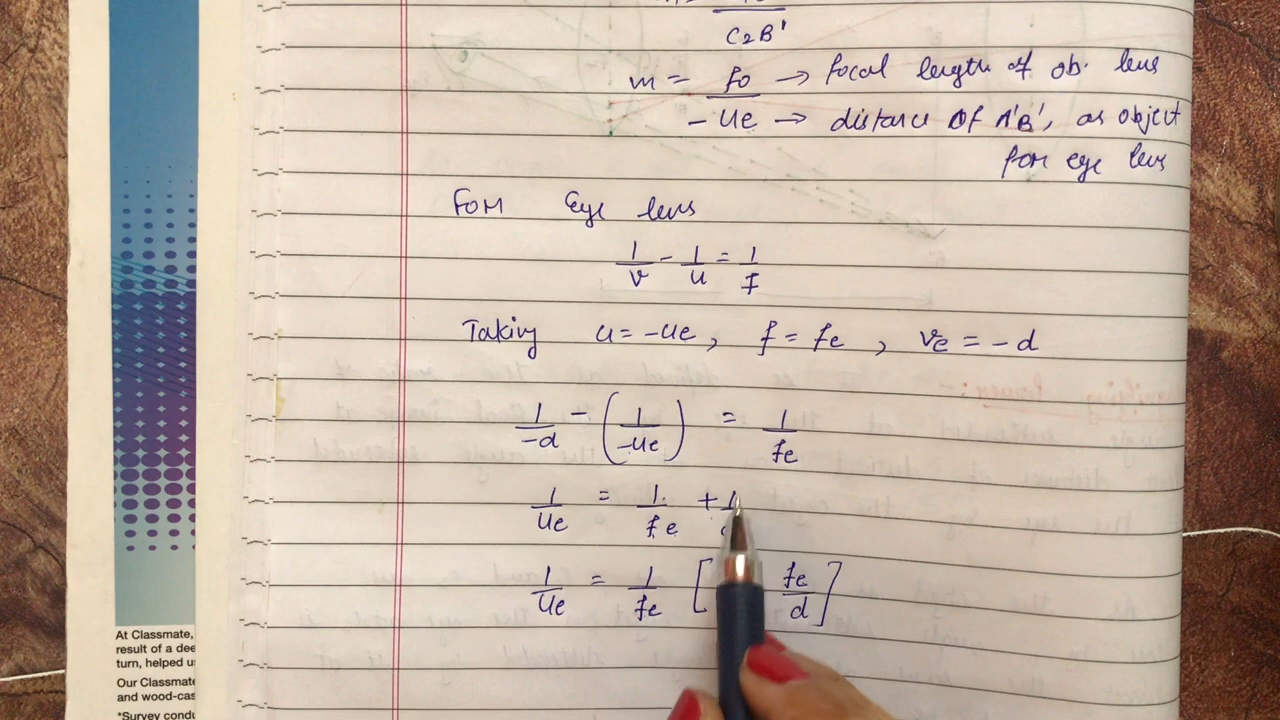 C₂B'
m = fo → focal length of ob. lens
-ue → distance of A'B', as object
for eye lens
For Eye lens
1/v - 1/u = 1/f
Taking u = -ue, f = fe, ve = -d
1/-d - (1/-ue) = 1/fe
1/ue = 1/fe + 1
1/ue = 1/fe [ fe/d ]
At Classmate,
result of a dee
turn, helped u
Our Classmate
and wood-cas
*Survey condu